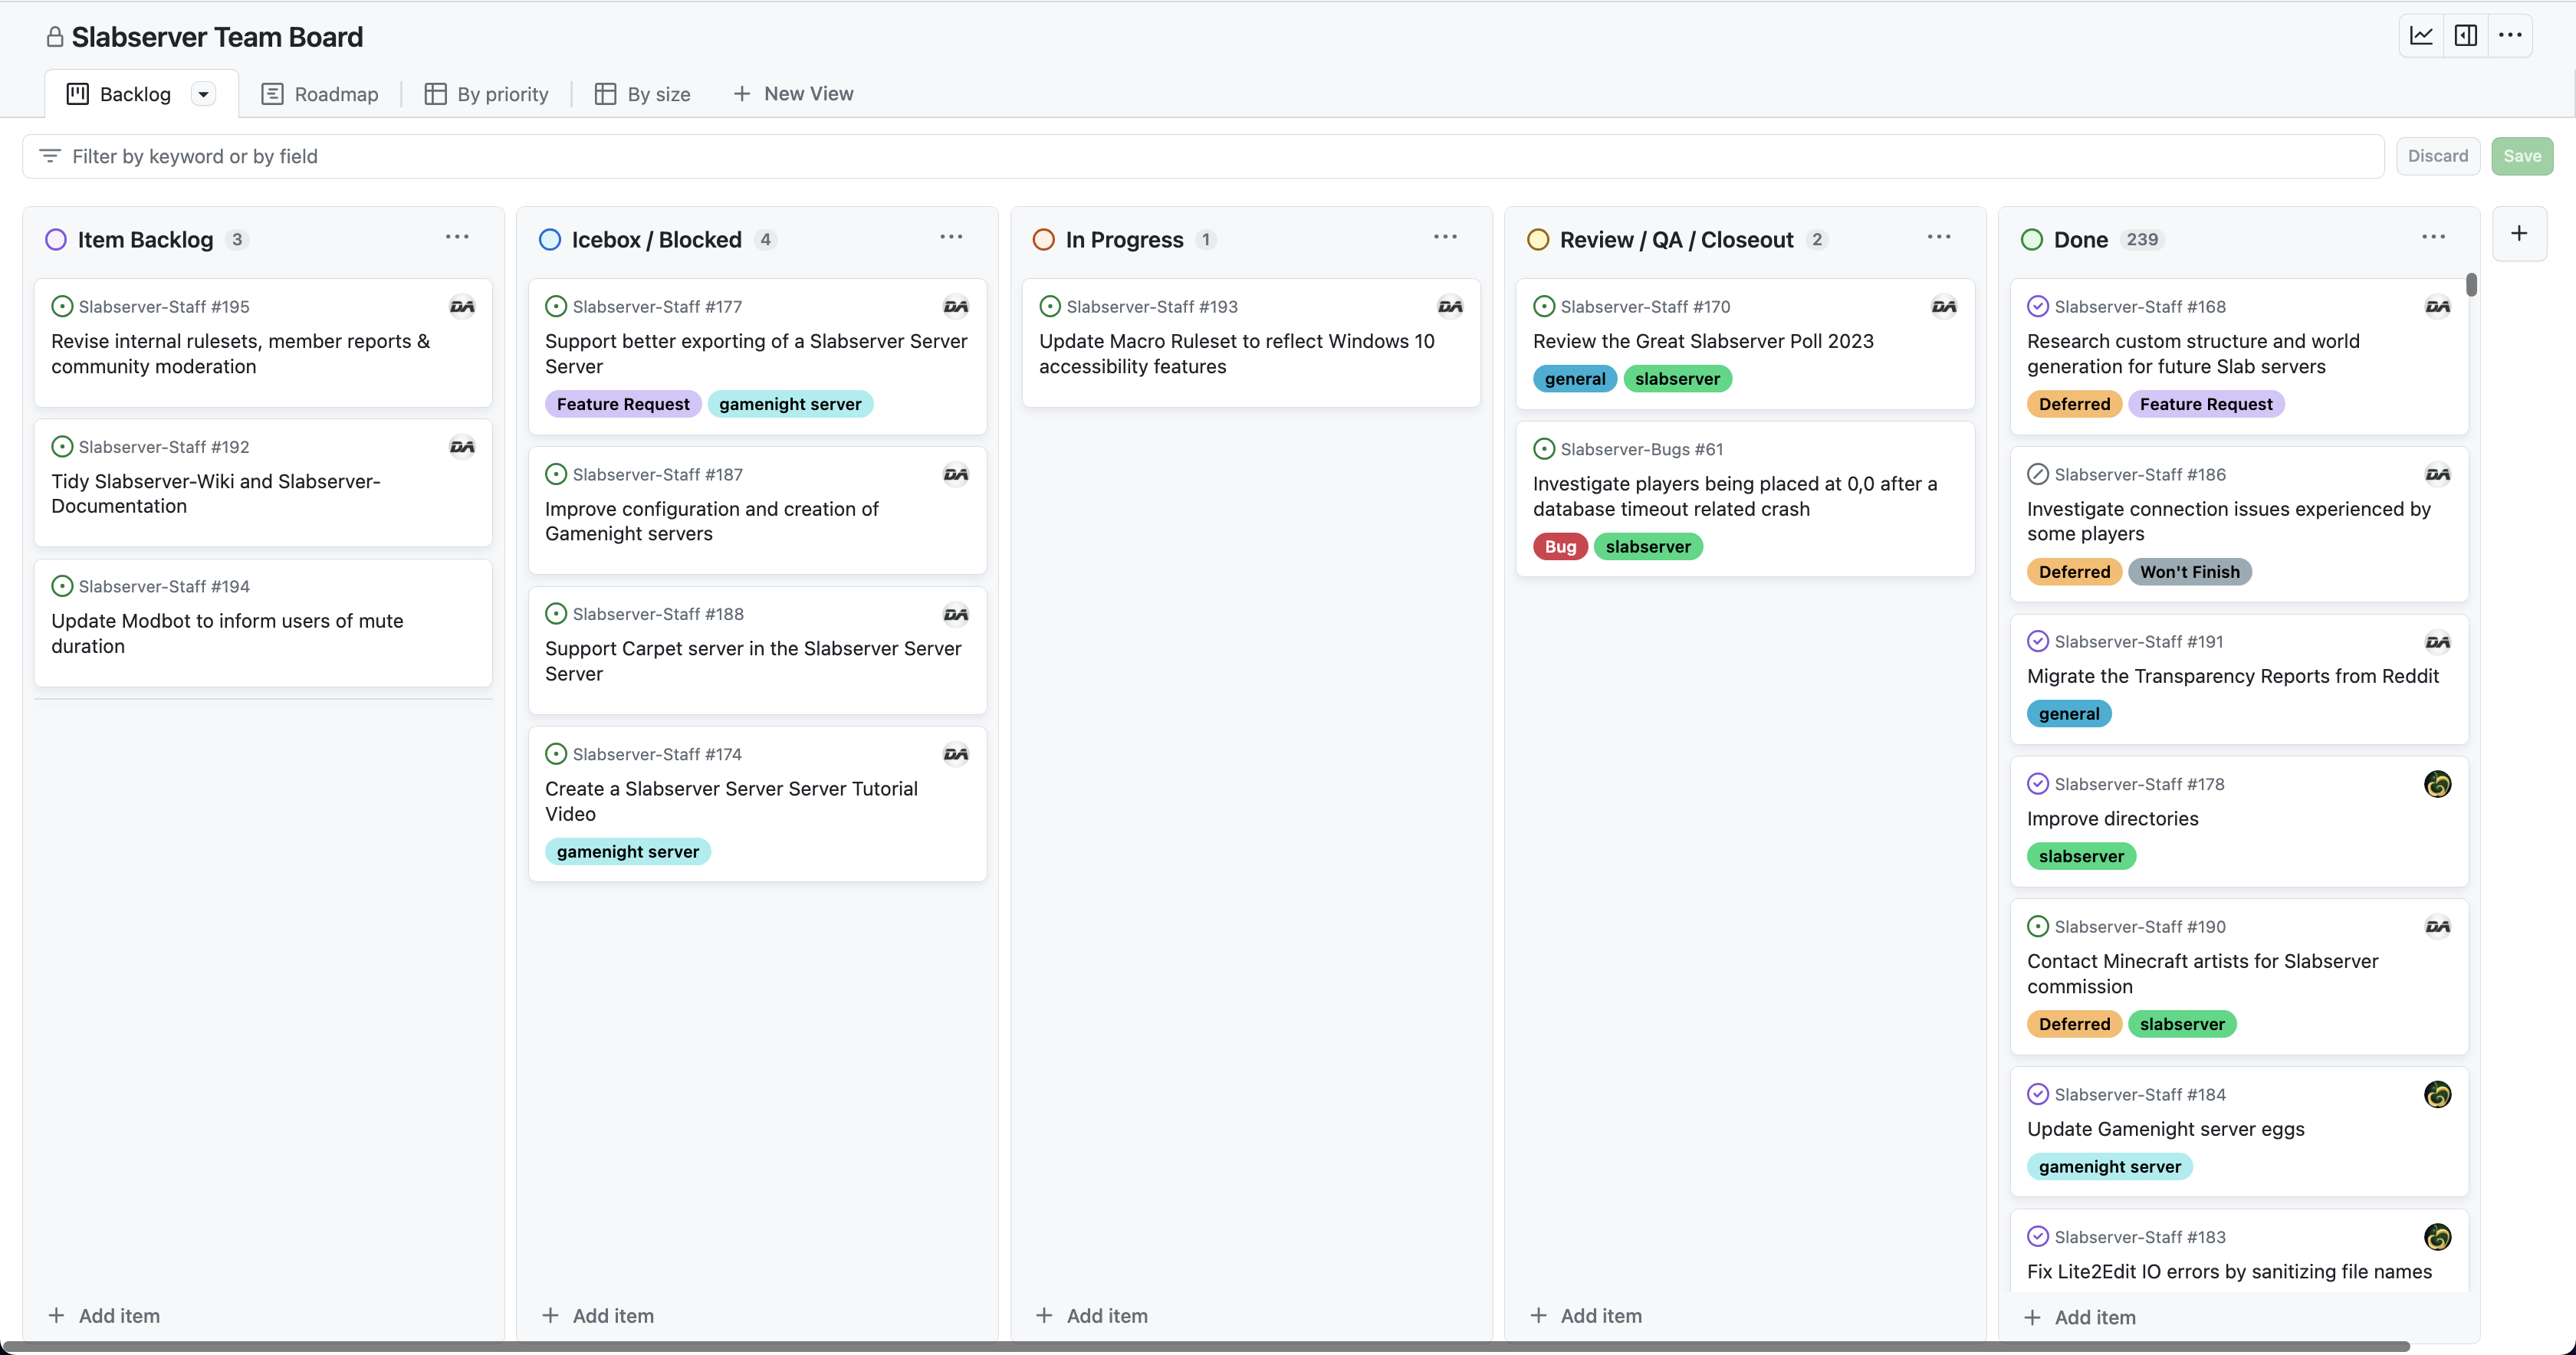 Slabserver Team Board
Backlog
Roadmap
By priority
By size
New View
Filter by keyword or by field
Discard
Save
Item Backlog 3
Slabserver-Staff #195
DA
Revise internal rulesets, member reports &
community moderation
Slabserver-Staff #192
DA
Tidy Slabserver-Wiki and Slabserver-
Documentation
Slabserver-Staff #194
Update Modbot to inform users of mute
duration
Add item
Icebox / Blocked 4
Slabserver-Staff #177
DA
Support better exporting of a Slabserver Server
Server
Feature Request
gamenight server
Slabserver-Staff #187
DA
Improve configuration and creation of
Gamenight servers
Slabserver-Staff #188
DA
Support Carpet server in the Slabserver Server
Server
Slabserver-Staff #174
DA
Create a Slabserver Server Server Tutorial
Video
gamenight server
Add item
In Progress 1
Slabserver-Staff #193
DA
Update Macro Ruleset to reflect Windows 10
accessibility features
Add item
Review / QA / Closeout 2
Slabserver-Staff #170
DA
Review the Great Slabserver Poll 2023
general
slabserver
Slabserver-Bugs #61
Investigate players being placed at 0,0 after a
database timeout related crash
Bug
slabserver
Add item
Done 239
Slabserver-Staff #168
DA
Research custom structure and world
generation for future Slab servers
Deferred
Feature Request
Slabserver-Staff #186
DA
Investigate connection issues experienced by
some players
Deferred
Won't Finish
Slabserver-Staff #191
DA
Migrate the Transparency Reports from Reddit
general
Slabserver-Staff #178
Improve directories
slabserver
Slabserver-Staff #190
DA
Contact Minecraft artists for Slabserver
commission
Deferred
slabserver
Slabserver-Staff #184
Update Gamenight server eggs
gamenight server
Slabserver-Staff #183
Fix Lite2Edit IO errors by sanitizing file names
Add item